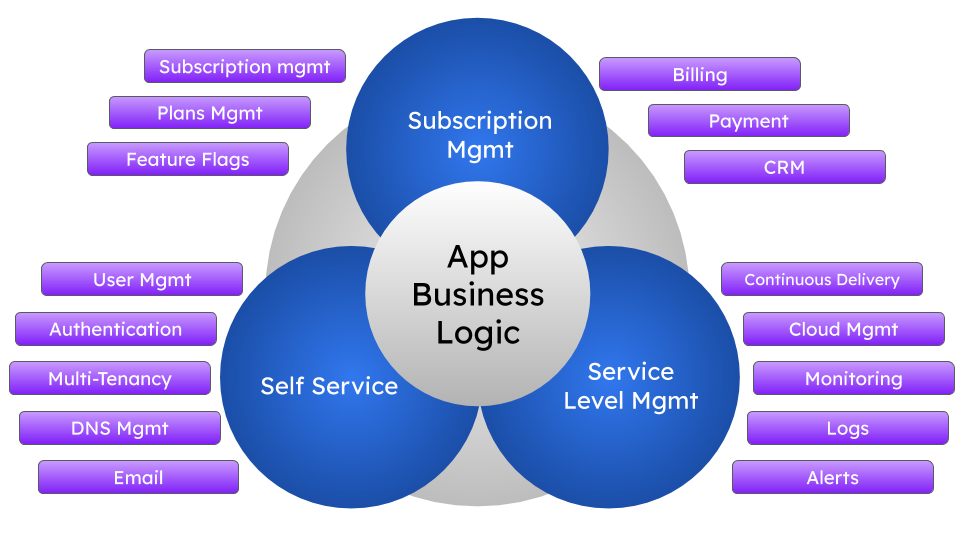 Subscription mgmt
Plans Mgmt
Feature Flags
Billing
Payment
CRM
Subscription
Mgmt
App
Business
Logic
Self Service
Service
Level Mgmt
User Mgmt
Authentication
Multi-Tenancy
DNS Mgmt
Email
Continuous Delivery
Cloud Mgmt
Monitoring
Logs
Alerts